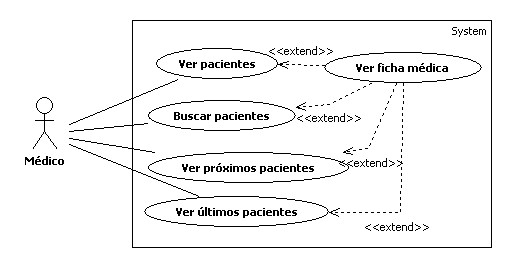 System
<<extend>>
Ver pacientes
Ver ficha médica
Buscar pacientes
<<extend>>
Médico
Ver próximos pacientes
<<extend>>
Ver últimos pacientes
<<extend>>